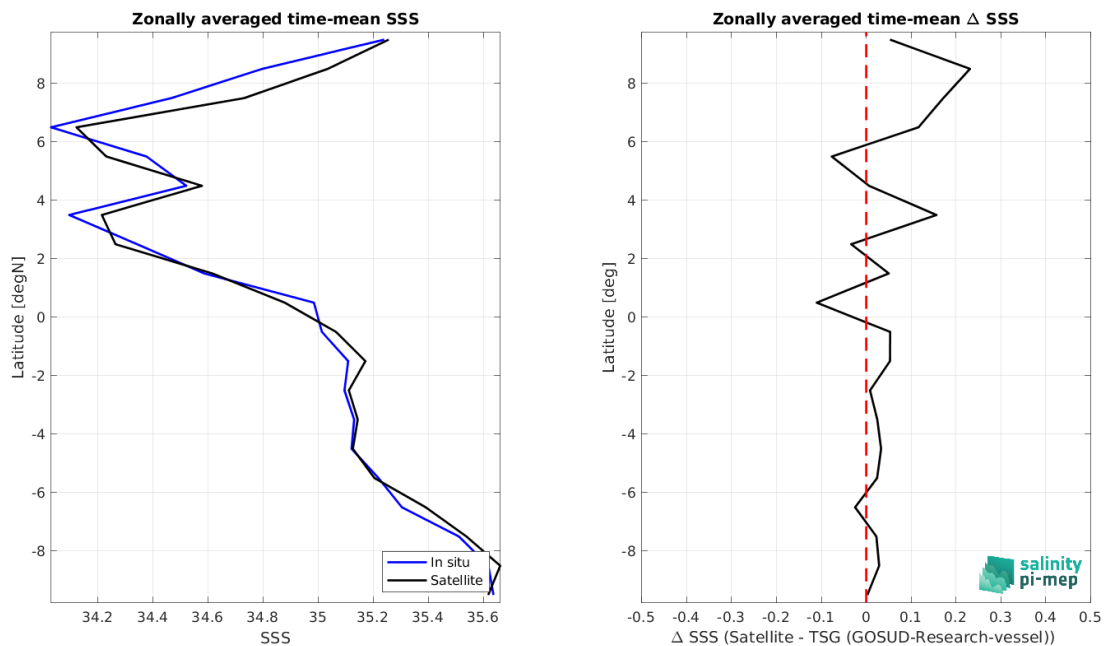 Zonally averaged time-mean SSS
Latitude [degN]
8
6
4
2
0
-2
-4
-6
-8
34.2 34.4 34.6 34.8 35 35.2 35.4 35.6
SSS
In situ
Satellite
Zonally averaged time-mean Δ SSS
Latitude [deg]
8
6
4
2
0
-2
-4
-6
-8
-0.5 -0.4 -0.3 -0.2 -0.1 0 0.1 0.2 0.3 0.4 0.5
Δ SSS (Satellite - TSG (GOSUD-Research-vessel))
salinity
pi-mep